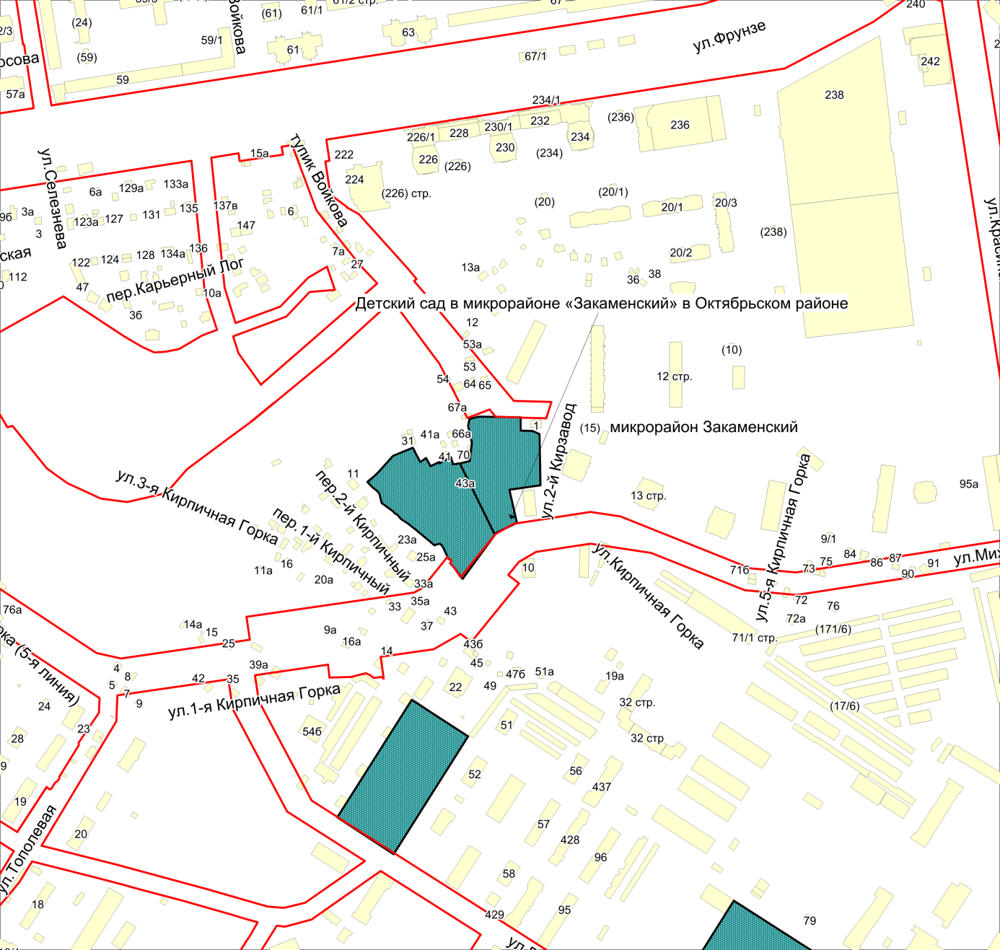 (61)
61/1
61/2 стр.
67
240
(24)
59/1
61
63
ул.Фрунзе
(59)
67/1
242
59
57а
238
234/1
232
(236)
236
230/1
228
226/1
234
230
226
(234)
(226)
15а
тупик Войкова
222
224
(226) стр.
ул.Селезнева
133а
129а
6а
135
137в
131
127
123а
3а
3
147
6
(20)
(20/1)
20/1
20/3
(238)
136
134а
128
124
122
112
47
пер.Карьерный Лог
10а
3б
7а
27
13а
20/2
36
38
Детский сад в микрорайоне «Закаменский» в Октябрьском районе
12
53а
53
54
64
65
(10)
12 стр.
67а
1
(15)
микрорайон Закаменский
41а
66а
31
41
70
43а
11
ул.2-й Кирзавод
ул.3-я Кирпичная Горка
пер.2-й Кирпичный
пер.1-й Кирпичный
13 стр.
95а
ул.5-я Кирпичная Горка
23а
25а
16
11а
20а
33а
35а
33
43
37
10
ул.Кирпичная Горка
9/1
84
75
73
86
87
90
91
71б
72
76
72а
(171/6)
71/1 стр.
76а
14а
15
25
9а
16а
14
43б
45
39а
42
35
4
8
5
7
9
ул.1-я Кирпичная Горка
22
49
47б
51а
19а
32 стр.
32 стр
(17/6)
24
23
28
54б
51
52
56
437
19
20
57
428
96
58
ул.Тополевая
18
429
95
79